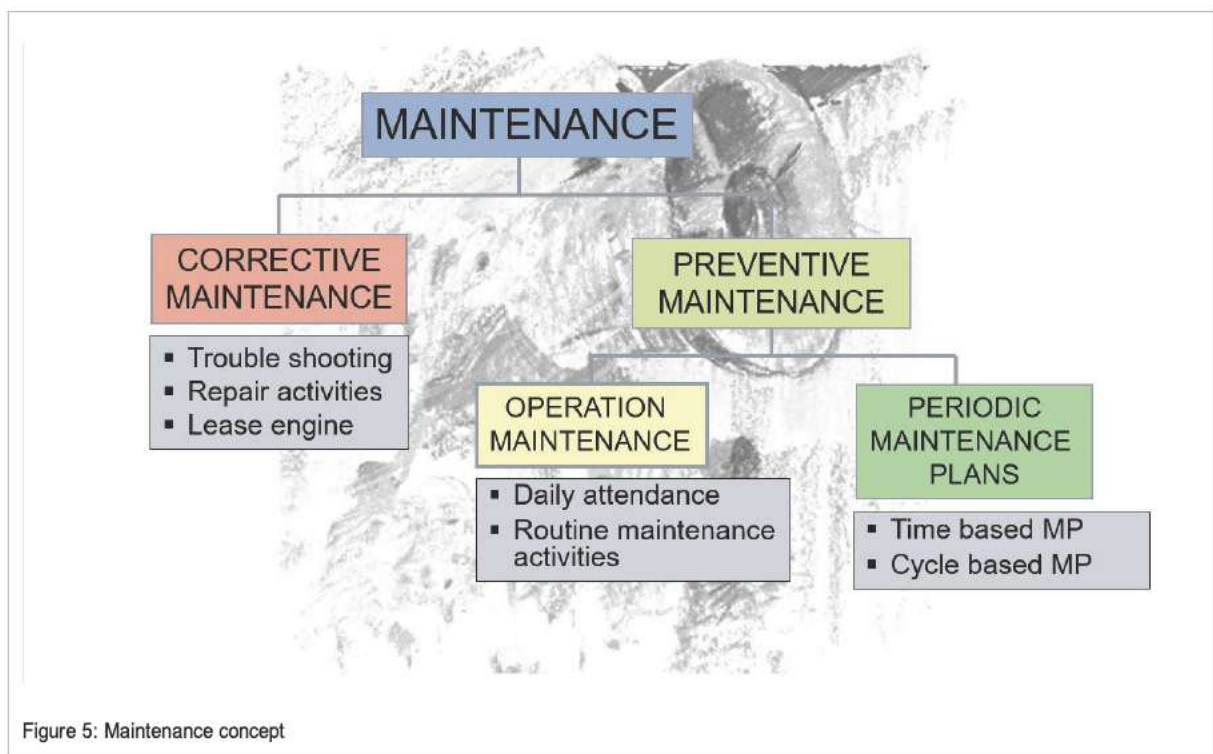 MAINTENANCE
CORRECTIVE
MAINTENANCE
▪ Trouble shooting
▪ Repair activities
▪ Lease engine
PREVENTIVE
MAINTENANCE
OPERATION
MAINTENANCE
▪ Daily attendance
▪ Routine maintenance
activities
PERIODIC
MAINTENANCE
PLANS
▪ Time based MP
▪ Cycle based MP
Figure 5: Maintenance concept